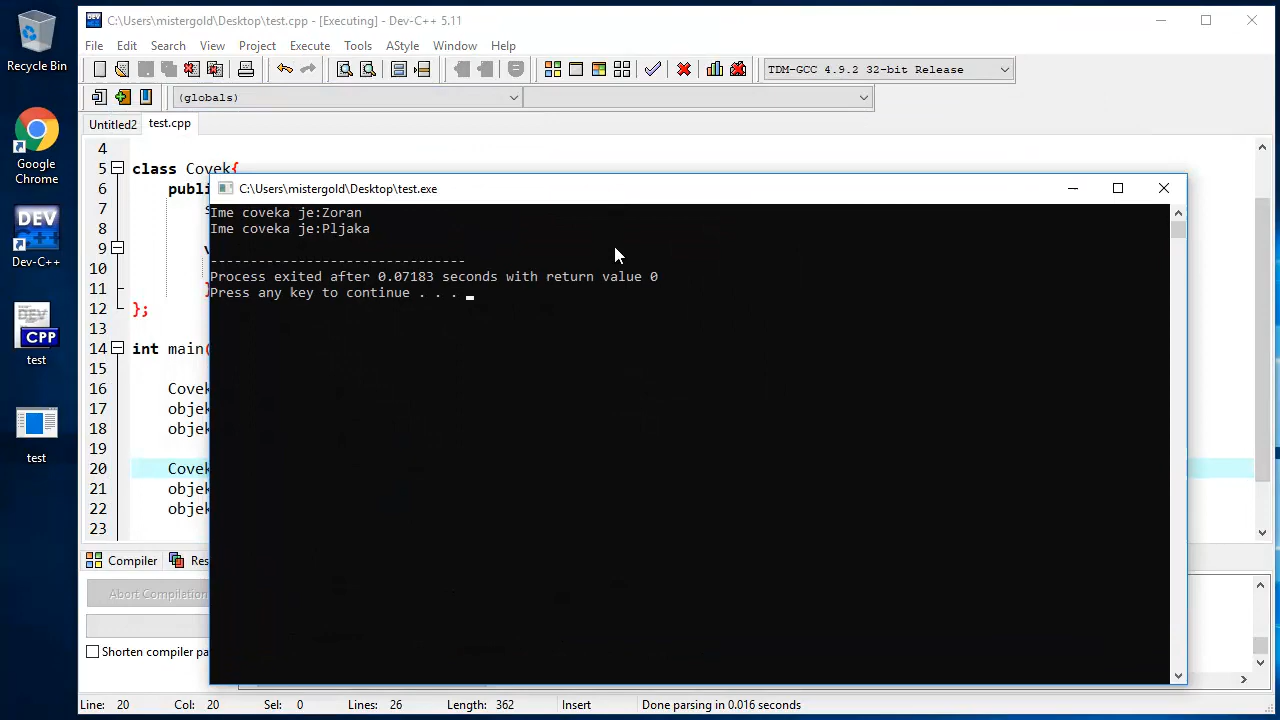 C:\Users\mistergold\Desktop\test.cpp - [Executing] - Dev-C++ 5.11
File Edit Search View Project Execute Tools AStyle Window Help
TDM-GCC 4.9.2 32-bit Release
(globals)
Untitled2 test.cpp
Recycle Bin
Google
Chrome
DEV
C++
Dev-C++
CPP
test
test
4
5 class Covek{
6 publi
7 s
8
9 v
10
11 }
12 };
13
14 int main(
15
16 Covek
17 objek
18 objek
19
20 Covek
21 objek
22 objek
23
C:\Users\mistergold\Desktop\test.exe
Ime coveka je:Zoran
Ime coveka je:Pljaka
--------------------------------
Process exited after 0.07183 seconds with return value 0
Press any key to continue . . .
Compiler Res
Abort Compilation
Shorten compiler pa
Line: 20 Col: 20 Sel: 0 Lines: 26 Length: 362 Insert Done parsing in 0.016 seconds